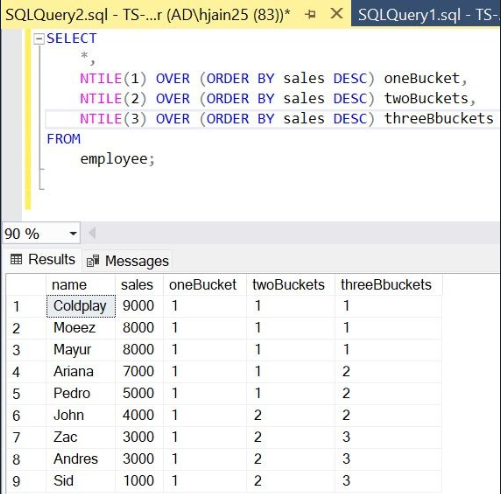 SQLQuery2.sql - TS-...r (AD\hjain25 (83))* SQLQuery1.sql - TS-
SELECT
*,
NTILE(1) OVER (ORDER BY sales DESC) oneBucket,
NTILE(2) OVER (ORDER BY sales DESC) twoBuckets,
NTILE(3) OVER (ORDER BY sales DESC) threeBbuckets
FROM
employee;
90 %
Results Messages
name sales oneBucket twoBuckets threeBbuckets
1 Coldplay 9000 1 1 1
2 Moeez 8000 1 1 1
3 Mayur 8000 1 1 1
4 Ariana 7000 1 1 2
5 Pedro 5000 1 1 2
6 John 4000 1 2 2
7 Zac 3000 1 2 3
8 Andres 3000 1 2 3
9 Sid 1000 1 2 3